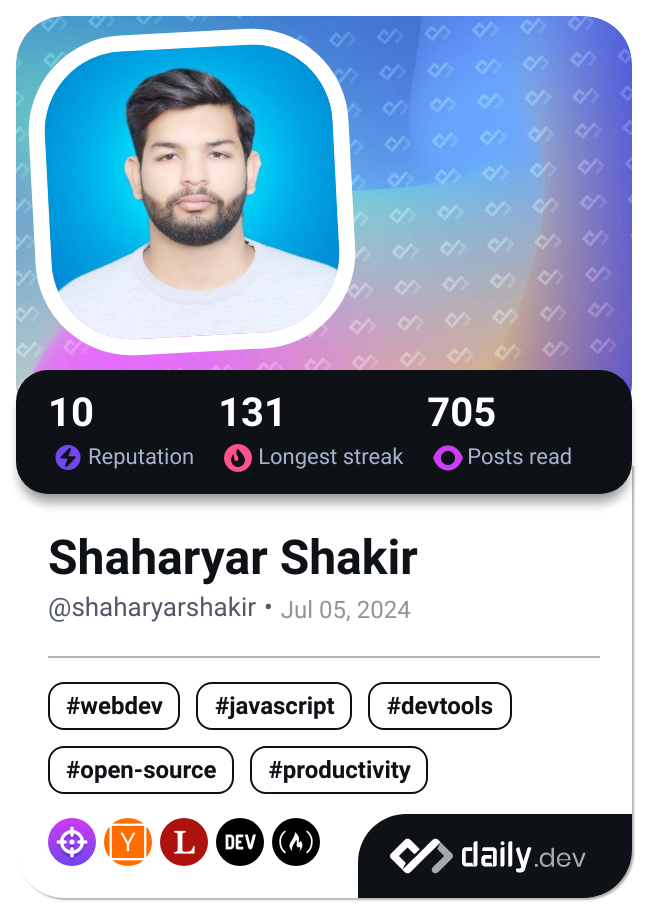 10 131 705
Reputation Longest streak Posts read
Shaharyar Shakir
@shaharyarshakir • Jul 05, 2024
#webdev #javascript #devtools
#open-source #productivity
Y L DEV
daily.dev